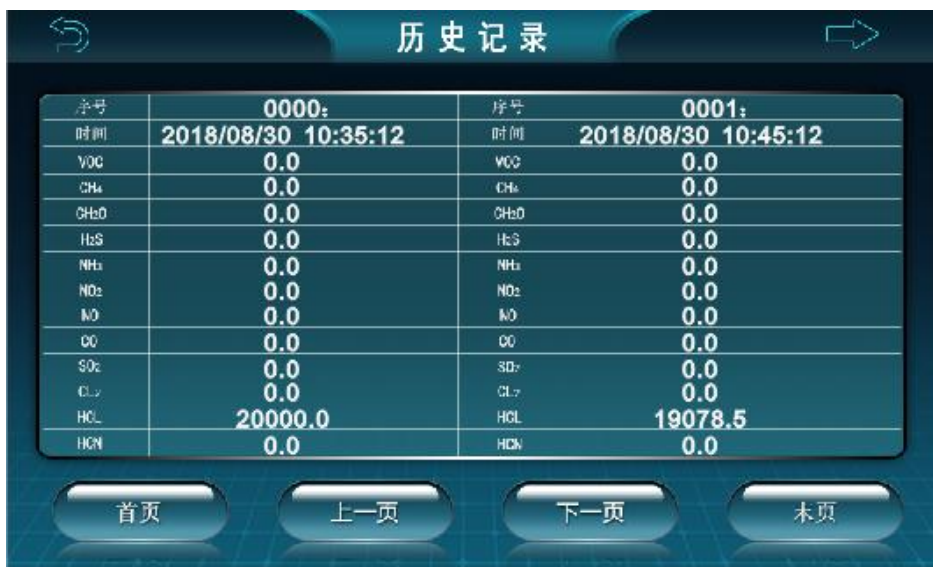 历史记录
序号 0000: 序号 0001:
时间 2018/08/30 10:35:12 时间 2018/08/30 10:45:12
VOC 0.0 VOC 0.0
CH₄ 0.0 CH₄ 0.0
CH₂O 0.0 CH₂O 0.0
H₂S 0.0 H₂S 0.0
NH₃ 0.0 NH₃ 0.0
NO₂ 0.0 NO₂ 0.0
NO 0.0 NO 0.0
CO 0.0 CO 0.0
SO₂ 0.0 SO₂ 0.0
CL₂ 0.0 CL₂ 0.0
HCL 20000.0 HCL 19078.5
HCN 0.0 HCN 0.0
首页 上一页 下一页 末页